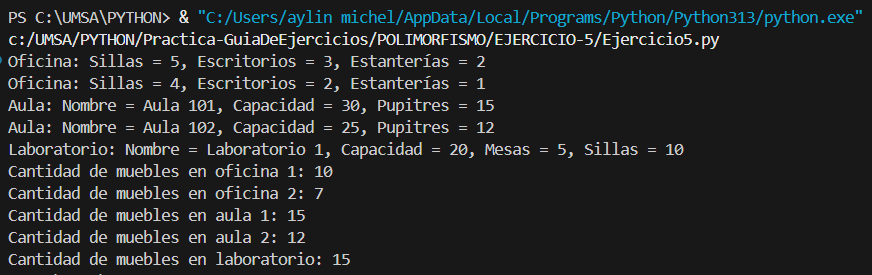 PS C:\UMSA\PYTHON> & "C:/Users/aylin michel/AppData/Local/Programs/Python/Python313/python.exe"
c:/UMSA/PYTHON/Practica-GuiaDeEjercicios/POLIMORFISMO/EJERCICIO-5/Ejercicio5.py
Oficina: Sillas = 5, Escritorios = 3, Estanterías = 2
Oficina: Sillas = 4, Escritorios = 2, Estanterías = 1
Aula: Nombre = Aula 101, Capacidad = 30, Pupitres = 15
Aula: Nombre = Aula 102, Capacidad = 25, Pupitres = 12
Laboratorio: Nombre = Laboratorio 1, Capacidad = 20, Mesas = 5, Sillas = 10
Cantidad de muebles en oficina 1: 10
Cantidad de muebles en oficina 2: 7
Cantidad de muebles en aula 1: 15
Cantidad de muebles en aula 2: 12
Cantidad de muebles en laboratorio: 15